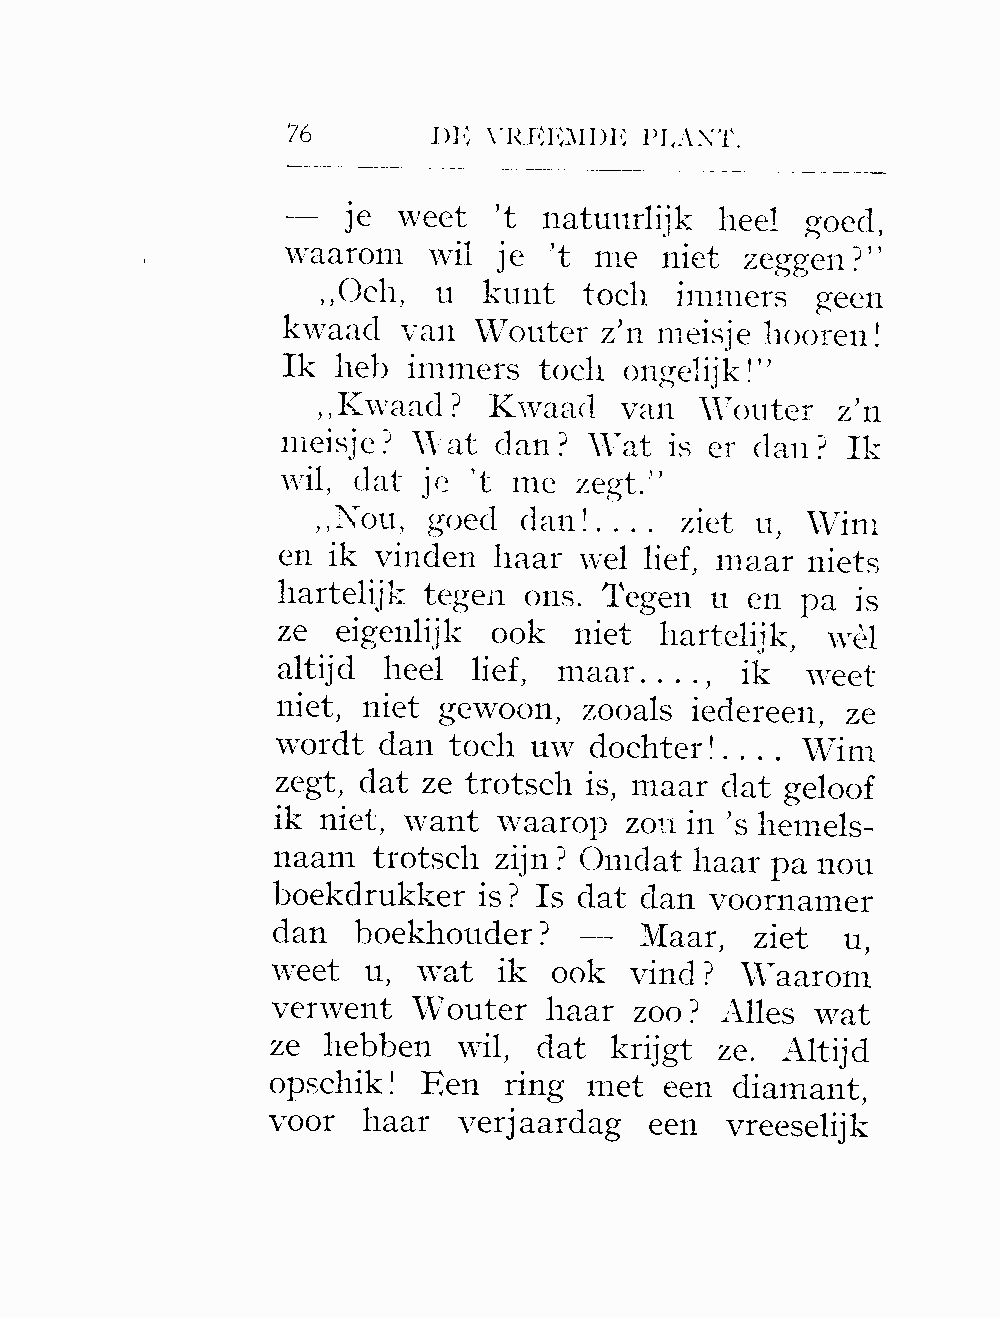 76 DE VREEMDE PLANT.
— je weet 't natuurlijk heel goed,
waarom wil je 't me niet zeggen?"
,,Och, u kunt toch immers geen
kwaad van Wouter z'n meisje hooren!
Ik heb immers toch ongelijk!"
,,Kwaad? Kwaad van Wouter z'n
meisje? Wat dan? Wat is er dan? Ik
wil, dat je 't me zegt."
,,Nou, goed dan!.... ziet u, Wim
en ik vinden haar wel lief, maar niets
hartelijk tegen ons. Tegen u en pa is
ze eigenlijk ook niet hartelijk, wèl
altijd heel lief, maar...., ik weet
niet, niet gewoon, zooals iedereen, ze
wordt dan toch uw dochter!.... Wim
zegt, dat ze trotsch is, maar dat geloof
ik niet, want waarop zou in 's hemels-
naam trotsch zijn? Omdat haar pa nou
boekdrukker is? Is dat dan voornamer
dan boekhouder? — Maar, ziet u,
weet u, wat ik ook vind? Waarom
verwent Wouter haar zoo? Alles wat
ze hebben wil, dat krijgt ze. Altijd
opschik! Een ring met een diamant,
voor haar verjaardag een vreeselijk